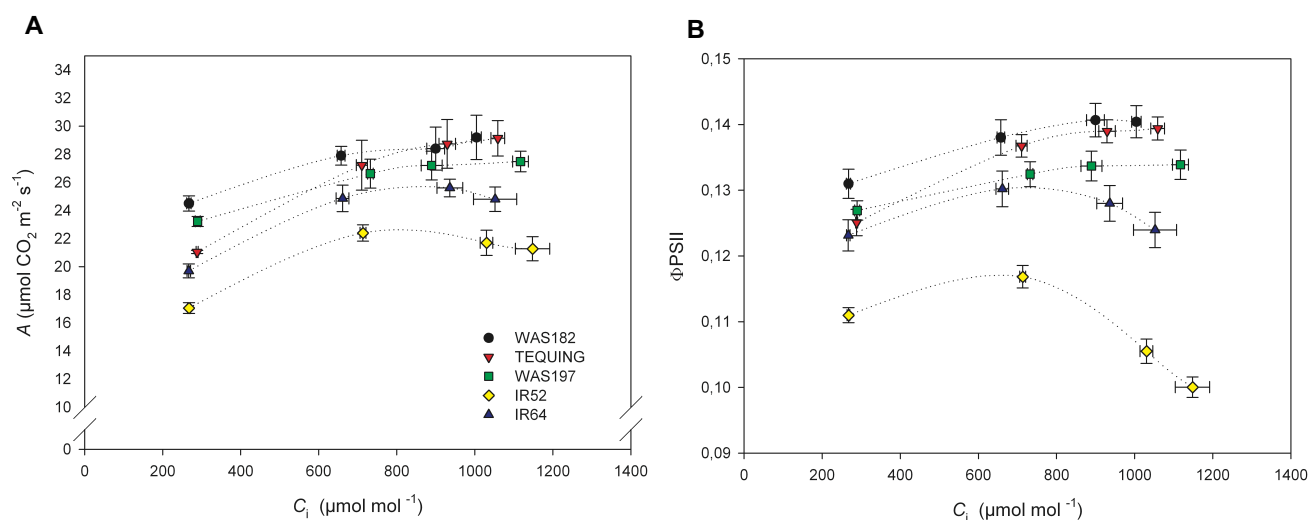 A
34
32
30
28
26
24
22
20
18
16
14
12
10
0
A (µmol CO2 m-2 s-1)
WAS182
TEQUING
WAS197
IR52
IR64
0 200 400 600 800 1000 1200 1400
Ci (µmol mol -1)
B
0,15
0,14
0,13
0,12
0,11
0,10
0,09
ΦPSII
0 200 400 600 800 1000 1200 1400
Ci (µmol mol -1)